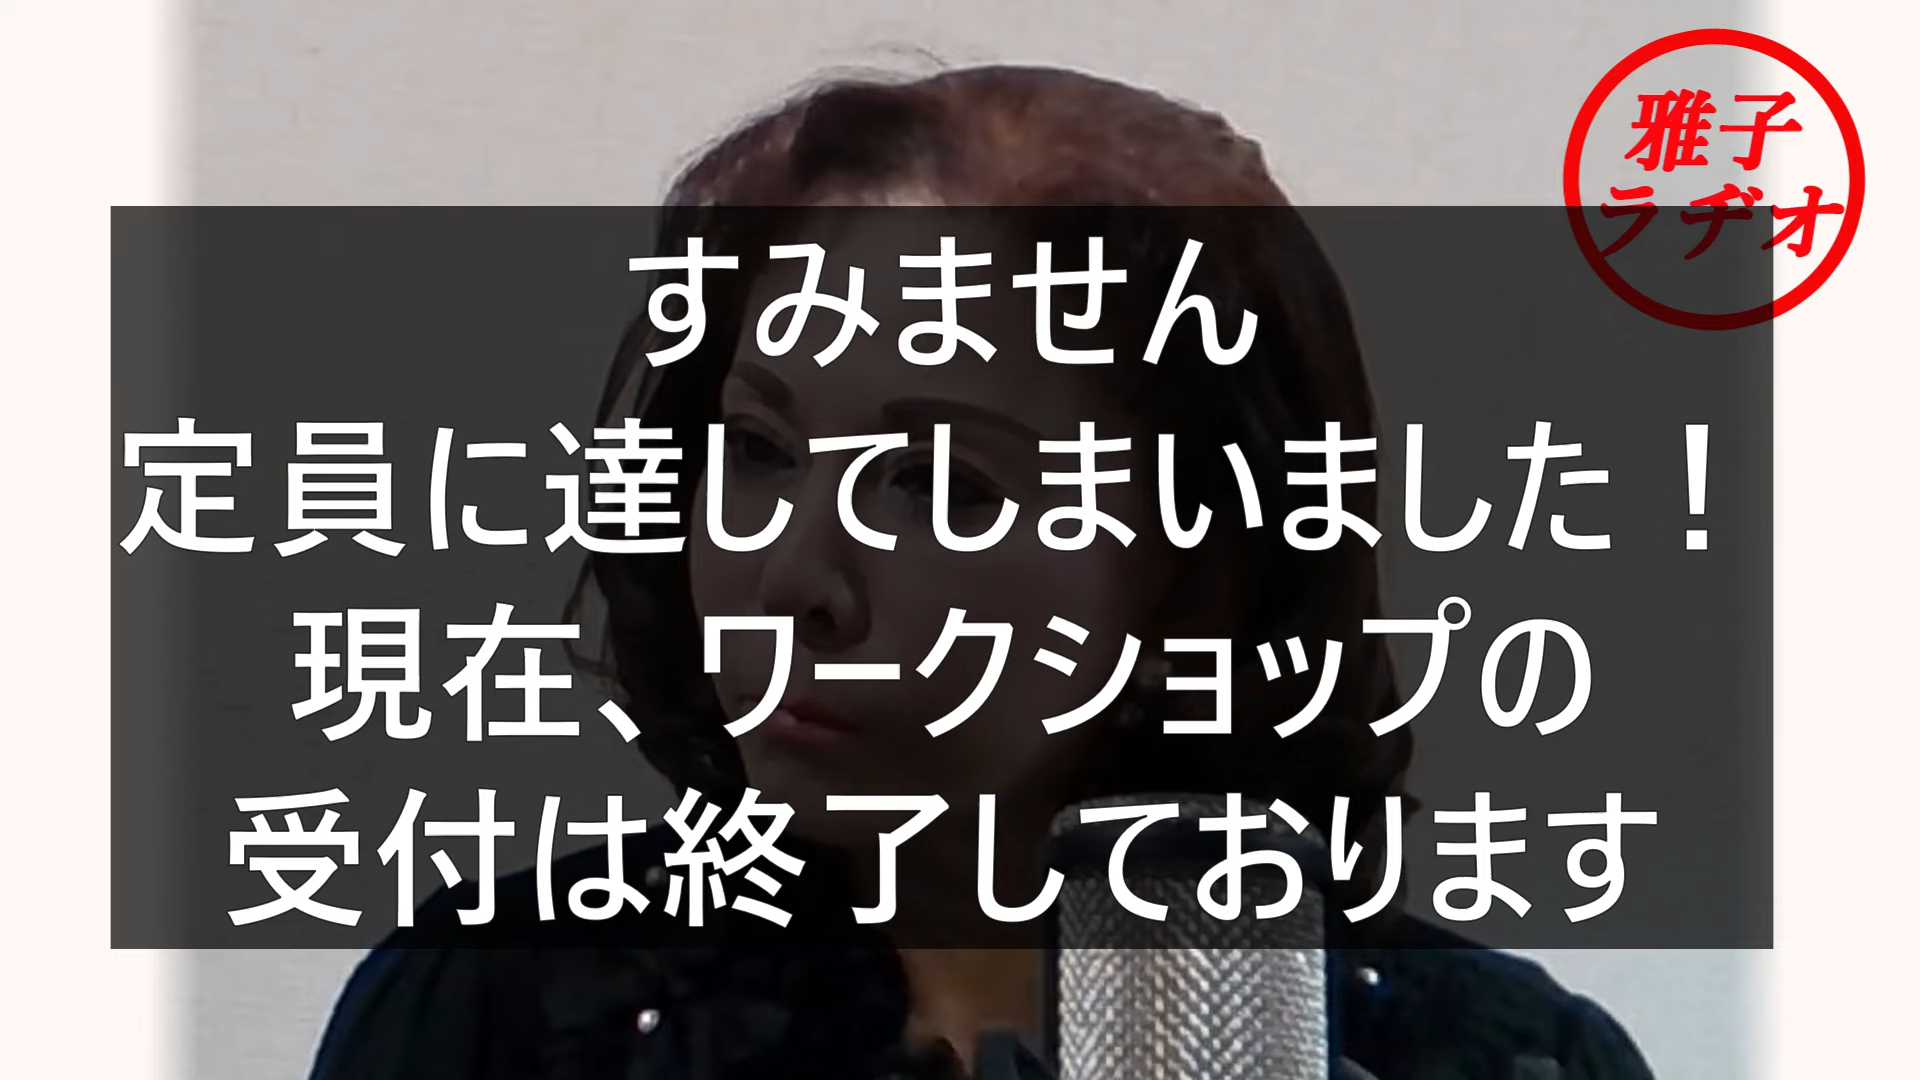 雅子
ラヂオ
すみません
定員に達してしまいました！
現在、ワークショップの
受付は終了しております